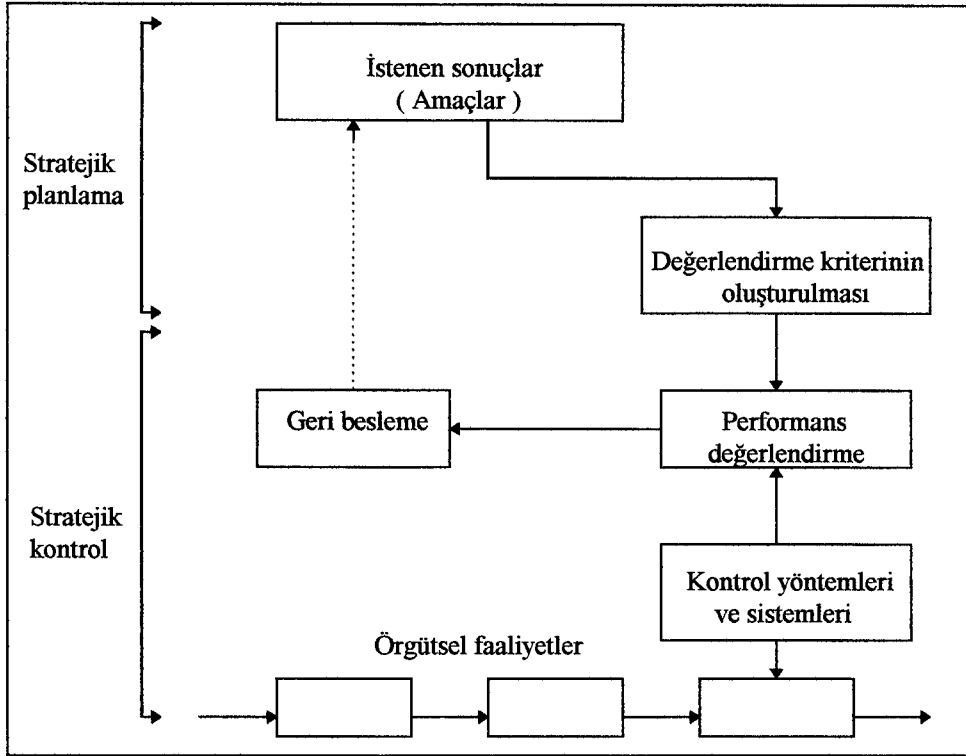 İstenen sonuçlar
( Amaçlar )
Stratejik
planlama
Değerlendirme kriterinin
oluşturulması
Geri besleme
Performans
değerlendirme
Stratejik
kontrol
Kontrol yöntemleri
ve sistemleri
Örgütsel faaliyetler